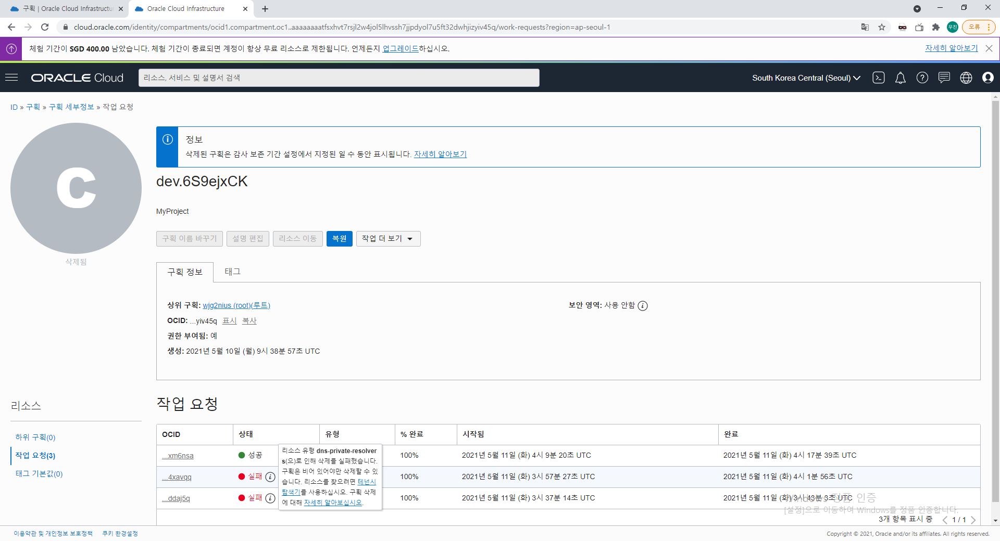 구획 | Oracle Cloud Infrastructu
Oracle Cloud Infrastructure
cloud.oracle.com/identity/compartments/ocid1.compartment.oc1..aaaaaaaatfsxhvt7rsjl2w4jol5lhvssh7jjpdyol7u5ft32dwhjizyiv45q/work-requests?region=ap-seoul-1
우진
오류
체험 기간이 SGD 400.00 남았습니다. 체험 기간이 종료되면 계정이 항상 무료 리소스로 제한됩니다. 언제든지 업그레이드하십시오.
자세히 알아보기
ORACLE Cloud
리소스, 서비스 및 설명서 검색
South Korea Central (Seoul)
ID » 구획 » 구획 세부정보 » 작업 요청
C
삭제됨
정보
삭제된 구획은 감사 보존 기간 설정에서 지정된 일 수 동안 표시됩니다. 자세히 알아보기
dev.6S9ejxCK
MyProject
구획 이름 바꾸기
설명 편집
리소스 이동
복원
작업 더 보기
구획 정보
태그
상위 구획: wjg2nius (root)(루트)
보안 영역: 사용 안함
OCID: ...yiv45q 표시 복사
권한 부여됨: 예
생성: 2021년 5월 10일 (월) 9시 38분 57초 UTC
리소스
하위 구획(0)
작업 요청(3)
태그 기본값(0)
작업 요청
OCID 상태 유형 % 완료 시작됨 완료
...xm6nsa 성공 100% 2021년 5월 11일 (화) 4시 9분 20초 UTC 2021년 5월 11일 (화) 4시 17분 39초 UTC
...4xavqq 실패 100% 2021년 5월 11일 (화) 3시 57분 27초 UTC 2021년 5월 11일 (화) 4시 1분 56초 UTC
...ddaj5q 실패 100% 2021년 5월 11일 (화) 3시 37분 14초 UTC 2021년 5월 11일 (화) 3시 43분 3초 UTC
리소스 유형 dns-private-resolver
s(으)로 인해 삭제를 실패했습니다.
구획은 비어 있어야만 삭제할 수 있
습니다. 리소스를 찾으려면 테넌시
탐색기를 사용하십시오. 구획 삭제
에 대해 자세히 알아보십시오.
Windows 정품 인증
[설정]으로 이동하여 Windows를 정품 인증합니다.
3개 항목 표시 중
1 / 1
이용약관 및 개인정보 보호정책
쿠키 환경설정
Copyright © 2021, Oracle and/or its affiliates. All rights reserved.